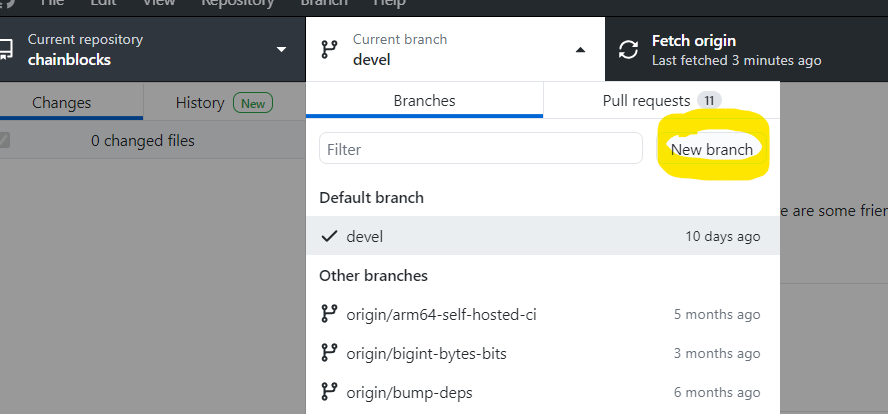 File Edit View Repository Branch Help
Current repository
chainblocks
Current branch
devel
Fetch origin
Last fetched 3 minutes ago
Changes
History New
Branches
Pull requests 11
0 changed files
Filter
New branch
Default branch
e are some frien
devel 10 days ago
Other branches
origin/arm64-self-hosted-ci 5 months ago
origin/bigint-bytes-bits 3 months ago
origin/bump-deps 6 months ago